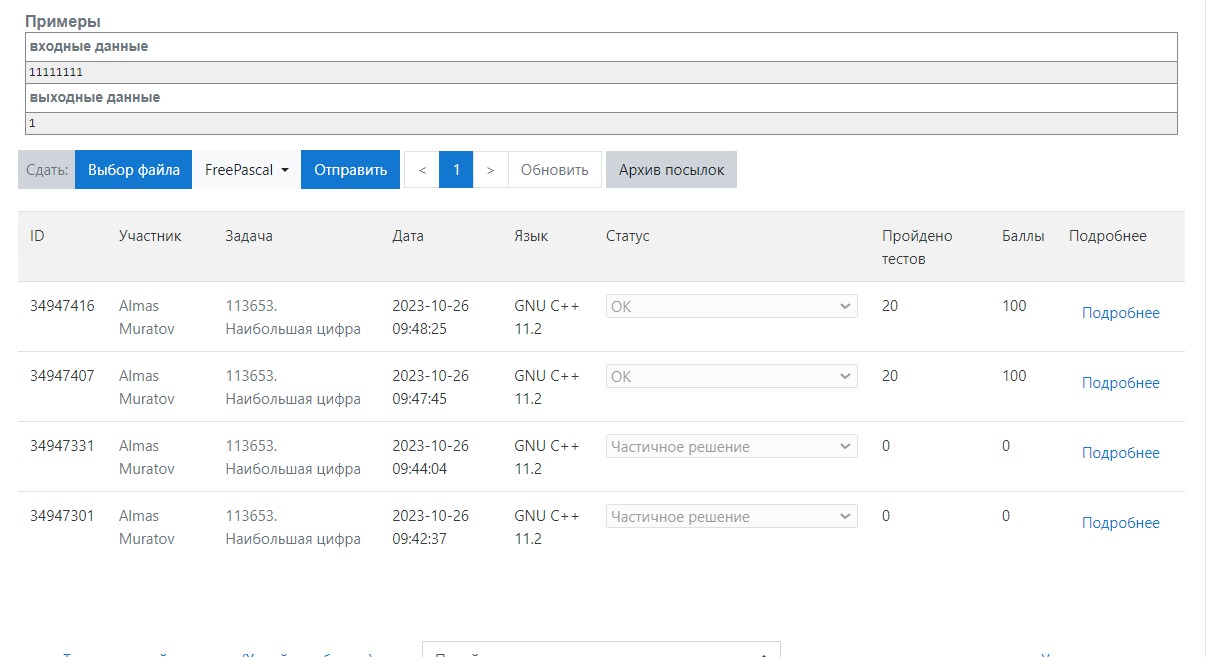 Примеры
входные данные
11111111
выходные данные
1
Сдать: Выбор файла FreePascal Отправить < 1 > Обновить Архив посылок
ID Участник Задача Дата Язык Статус Пройдено тестов Баллы Подробнее
34947416 Almas Muratov 113653. Наибольшая цифра 2023-10-26 09:48:25 GNU C++ 11.2 OK 20 100 Подробнее
34947407 Almas Muratov 113653. Наибольшая цифра 2023-10-26 09:47:45 GNU C++ 11.2 OK 20 100 Подробнее
34947331 Almas Muratov 113653. Наибольшая цифра 2023-10-26 09:44:04 GNU C++ 11.2 Частичное решение 0 0 Подробнее
34947301 Almas Muratov 113653. Наибольшая цифра 2023-10-26 09:42:37 GNU C++ 11.2 Частичное решение 0 0 Подробнее